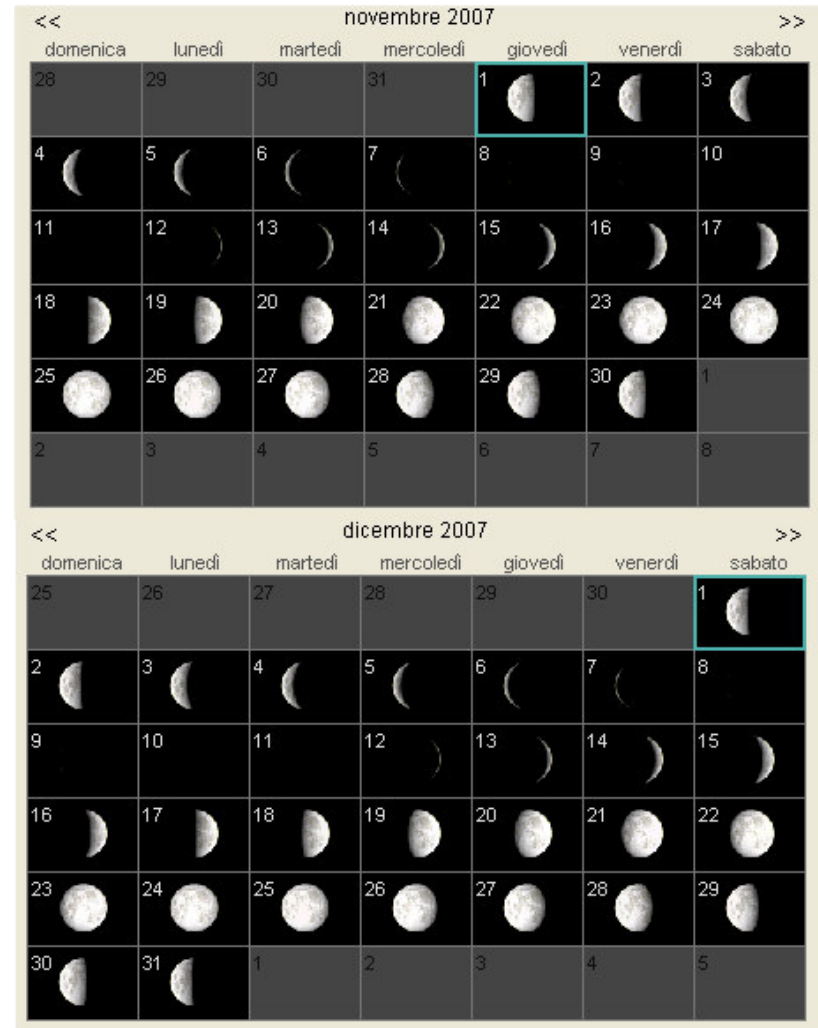 << novembre 2007 >>
domenica lunedì martedì mercoledì giovedì venerdì sabato
28 29 30 31 1 2 3
4 5 6 7 8 9 10
11 12 13 14 15 16 17
18 19 20 21 22 23 24
25 26 27 28 29 30 1
2 3 4 5 6 7 8
<< dicembre 2007 >>
domenica lunedì martedì mercoledì giovedì venerdì sabato
25 26 27 28 29 30 1
2 3 4 5 6 7 8
9 10 11 12 13 14 15
16 17 18 19 20 21 22
23 24 25 26 27 28 29
30 31 1 2 3 4 5